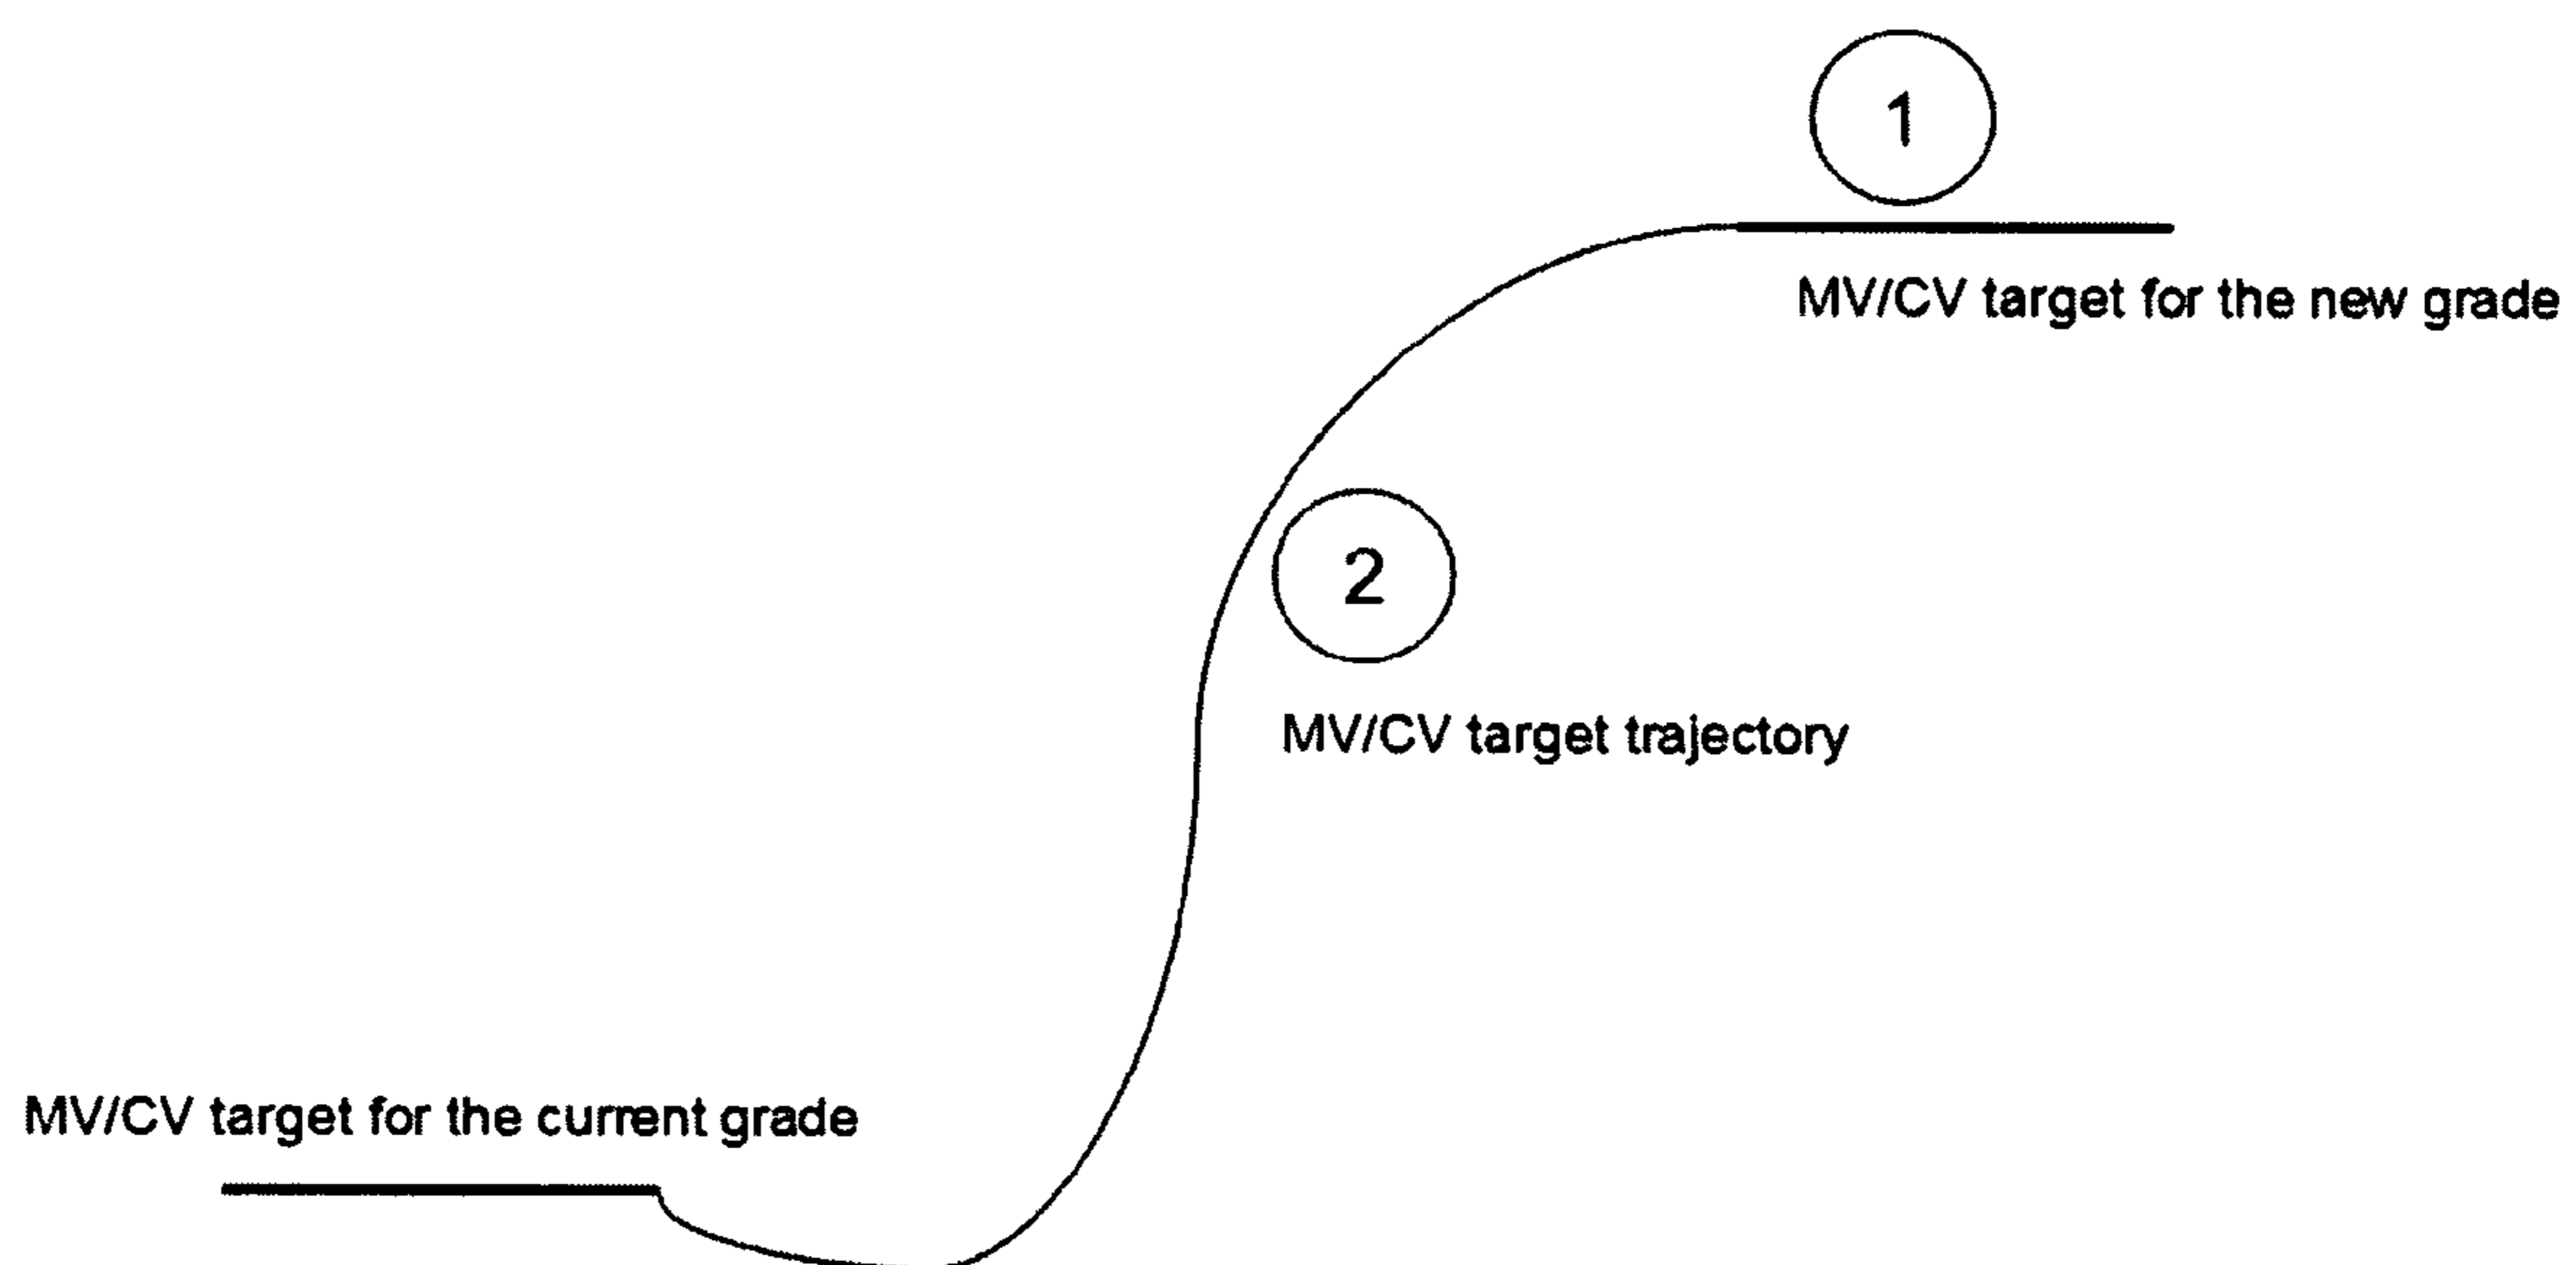 1
MV/CV target for the new grade
2
MV/CV target trajectory
MV/CV target for the current grade